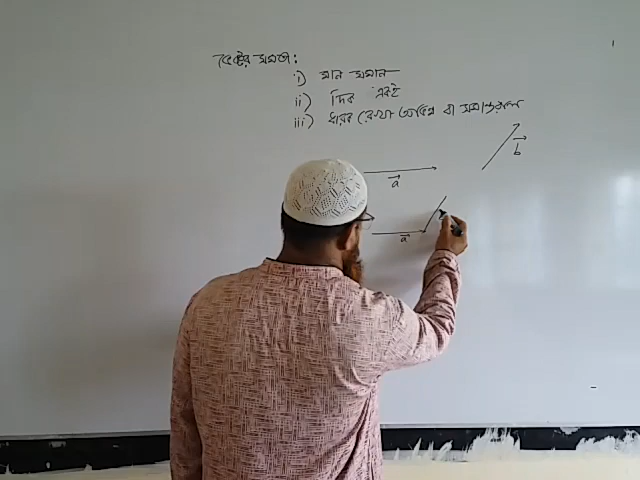 ভেক্টর সমতা:
i) মান সমান
ii) দিক একই
iii) ধারক রেখা অভিন্ন বা সমান্তরাল
b
a
a